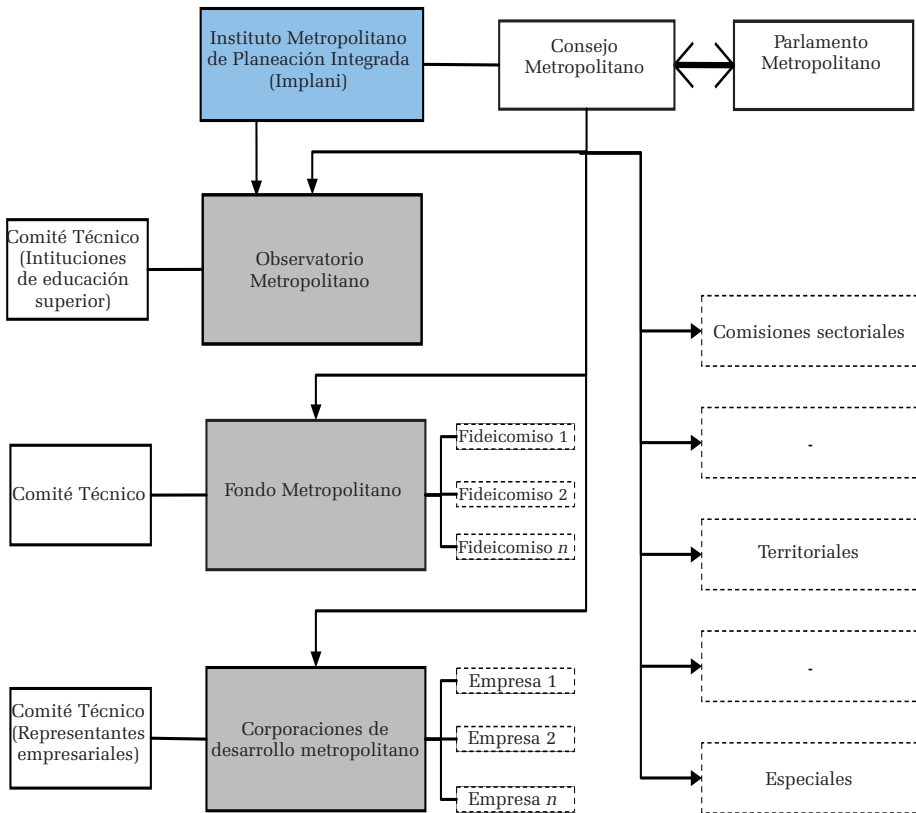 Instituto Metropolitano
de Planeación Integrada
(Implani)
Consejo
Metropolitano
Parlamento
Metropolitano
Comité Técnico
(Intituciones
de educación
superior)
Observatorio
Metropolitano
Comisiones sectoriales
-
Territoriales
-
Especiales
Comité Técnico
Fondo Metropolitano
Fideicomiso 1
Fideicomiso 2
Fideicomiso n
Comité Técnico
(Representantes
empresariales)
Corporaciones de
desarrollo metropolitano
Empresa 1
Empresa 2
Empresa n